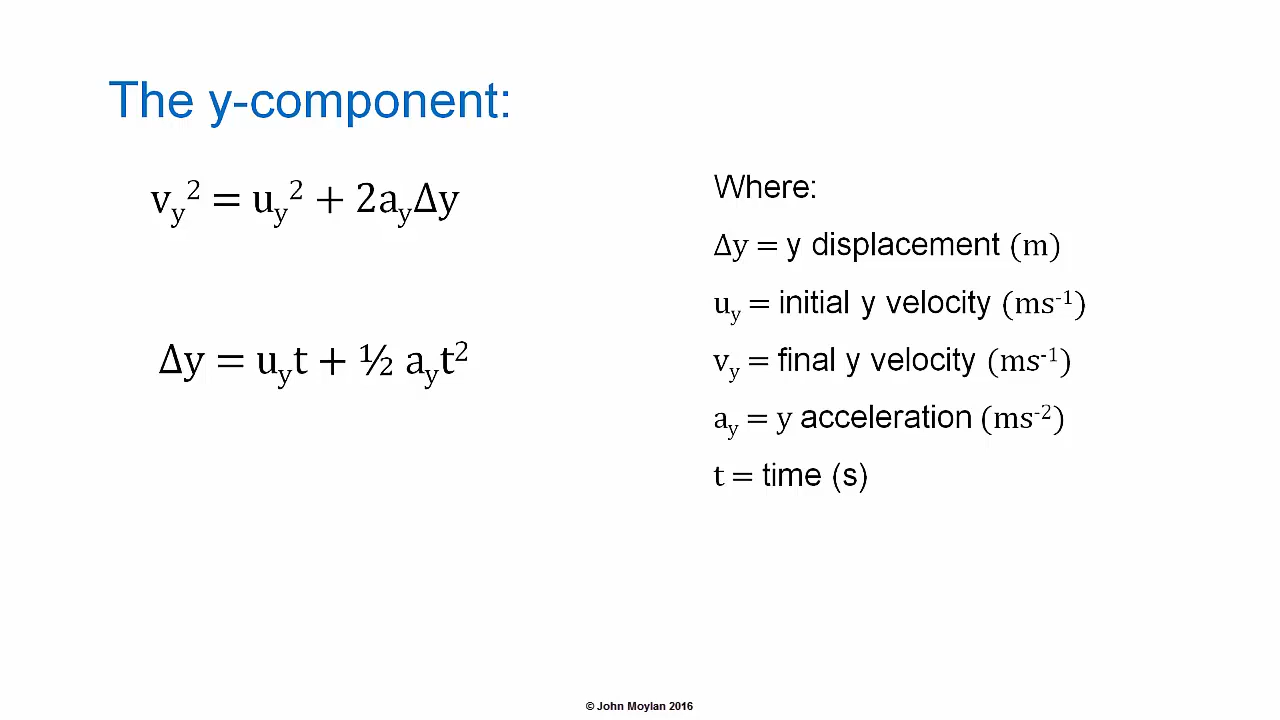 The y-component:
vy² = uy² + 2ayΔy
Δy = uyt + ½ ayt²
Where:
Δy = y displacement (m)
uy = initial y velocity (ms⁻¹)
vy = final y velocity (ms⁻¹)
ay = y acceleration (ms⁻²)
t = time (s)
© John Moylan 2016